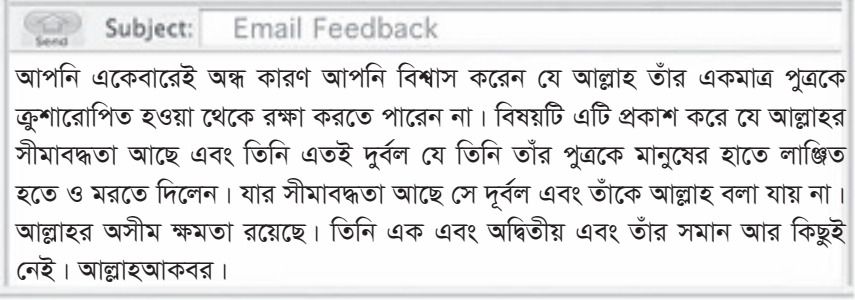 Send Subject: Email Feedback
আপনি একেবারেই অন্ধ কারণ আপনি বিশ্বাস করেন যে আল্লাহ তাঁর একমাত্র পুত্রকে
ক্রুশারোপিত হওয়া থেকে রক্ষা করতে পারেন না। বিষয়টি এটি প্রকাশ করে যে আল্লাহর
সীমাবদ্ধতা আছে এবং তিনি এতই দুর্বল যে তিনি তাঁর পুত্রকে মানুষের হাতে লাঞ্ছিত
হতে ও মরতে দিলেন। যার সীমাবদ্ধতা আছে সে দূর্বল এবং তাঁকে আল্লাহ বলা যায় না।
আল্লাহর অসীম ক্ষমতা রয়েছে। তিনি এক এবং অদ্বিতীয় এবং তাঁর সমান আর কিছুই
নেই। আল্লাহআকবর।